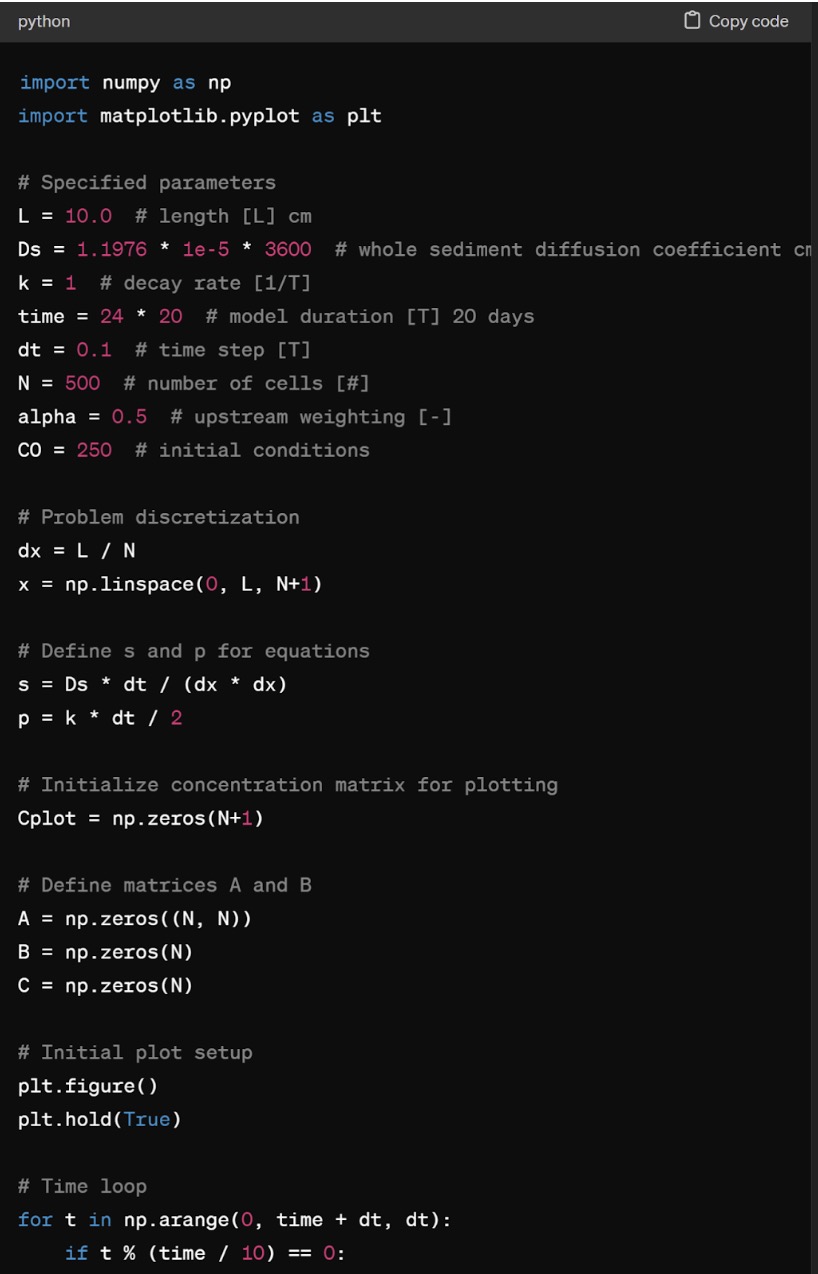 python
Copy code
import numpy as np
import matplotlib.pyplot as plt
# Specified parameters
L = 10.0  # length [L] cm
Ds = 1.1976 * 1e-5 * 3600  # whole sediment diffusion coefficient
k = 1  # decay rate [1/T]
time = 24 * 20  # model duration [T] 20 days
dt = 0.1  # time step [T]
N = 500  # number of cells [#]
alpha = 0.5  # upstream weighting [-]
CO = 250  # initial conditions
# Problem discretization
dx = L / N
x = np.linspace(0, L, N+1)
# Define s and p for equations
s = Ds * dt / (dx * dx)
p = k * dt / 2
# Initialize concentration matrix for plotting
Cplot = np.zeros(N+1)
# Define matrices A and B
A = np.zeros((N, N))
B = np.zeros(N)
C = np.zeros(N)
# Initial plot setup
plt.figure()
plt.hold(True)
# Time loop
for t in np.arange(0, time + dt, dt):
    if t % (time / 10) == 0: